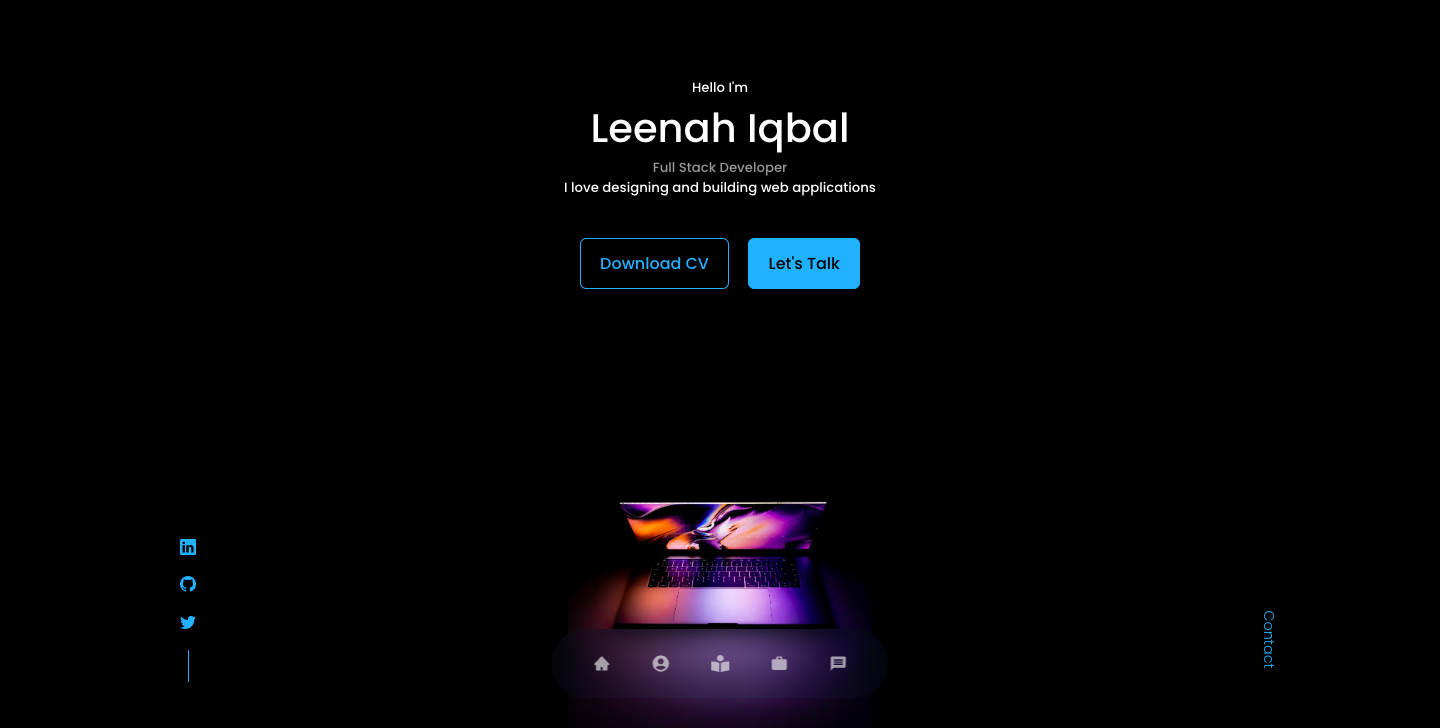 Hello I'm
Leenah Iqbal
Full Stack Developer
I love designing and building web applications
Download CV
Let's Talk
Contact